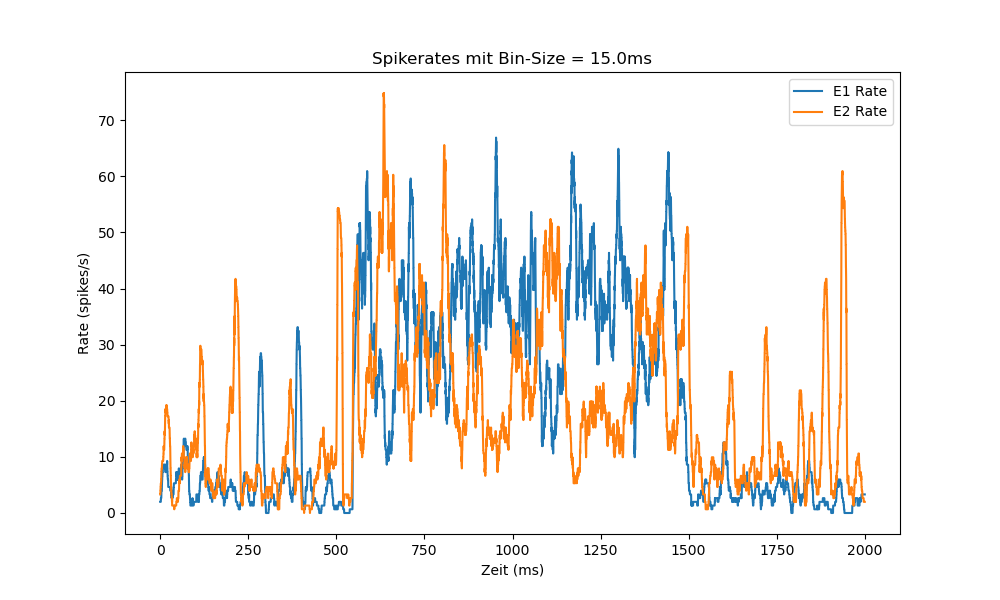 Spikerates mit Bin-Size = 15.0ms
E1 Rate
E2 Rate
Rate (spikes/s)
70
60
50
40
30
20
10
0
0 250 500 750 1000 1250 1500 1750 2000
Zeit (ms)